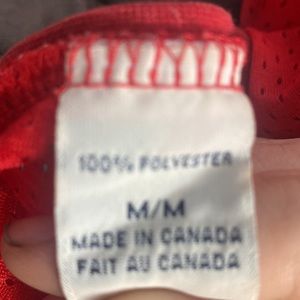 100% POLYESTER
M/M
MADE IN CANADA
FAIT AU CANADA